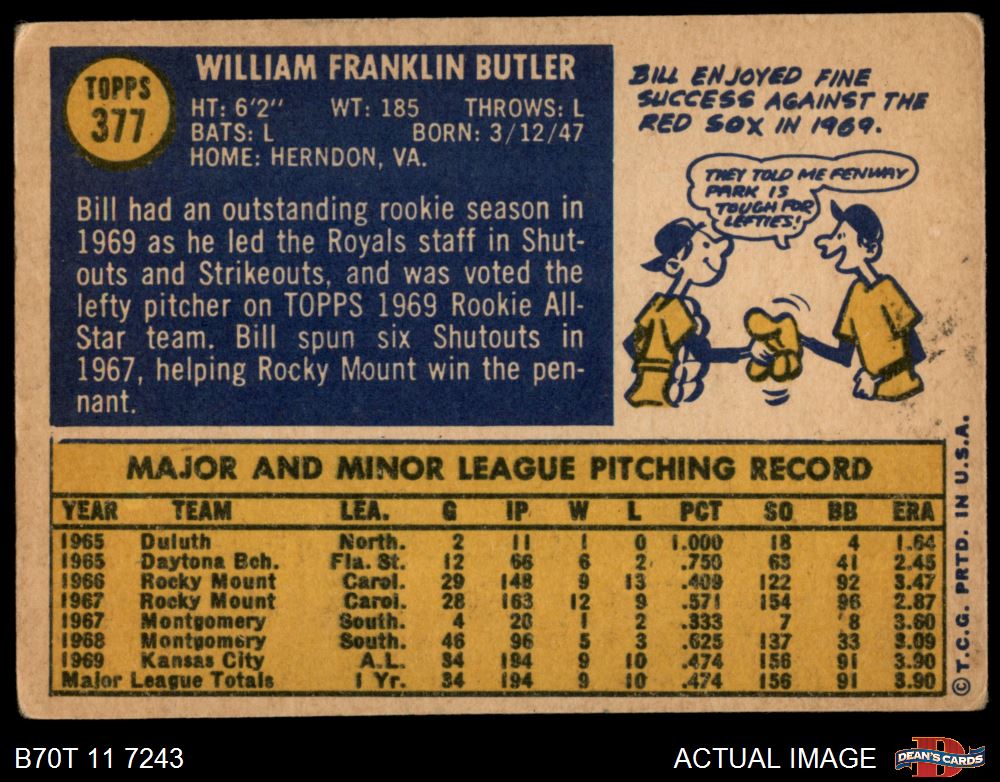 TOPPS
377
WILLIAM FRANKLIN BUTLER
HT: 6'2" WT: 185 THROWS: L
BATS: L BORN: 3/12/47
HOME: HERNDON, VA.
Bill had an outstanding rookie season in
1969 as he led the Royals staff in Shut-
outs and Strikeouts, and was voted the
lefty pitcher on TOPPS 1969 Rookie All-
Star team. Bill spun six Shutouts in
1967, helping Rocky Mount win the pen-
nant.
BILL ENJOYED FINE
SUCCESS AGAINST THE
RED SOX IN 1969.
THEY TOLD ME FENWAY
PARK IS
TOUGH FOR
LEFTIES!
MAJOR AND MINOR LEAGUE PITCHING RECORD
YEAR TEAM LEA. G IP W L PCT SO BB ERA
1965 Duluth North. 2 11 1 0 1.000 18 4 1.64
1965 Daytona Bch. Fla. St. 12 66 6 2 .750 63 41 2.45
1966 Rocky Mount Carol. 29 148 9 13 .409 122 92 3.47
1967 Rocky Mount Carol. 28 163 12 9 .571 154 96 2.87
1967 Montgomery South. 4 20 1 2 .333 7 8 3.60
1968 Montgomery South. 46 96 5 3 .625 137 33 3.09
1969 Kansas City A.L. 34 194 9 10 .474 156 91 3.90
Major League Totals 1 Yr. 34 194 9 10 .474 156 91 3.90
© T.C.G. PRTD. IN U.S.A.
B70T 11 7243
ACTUAL IMAGE
D
DEAN'S CARDS